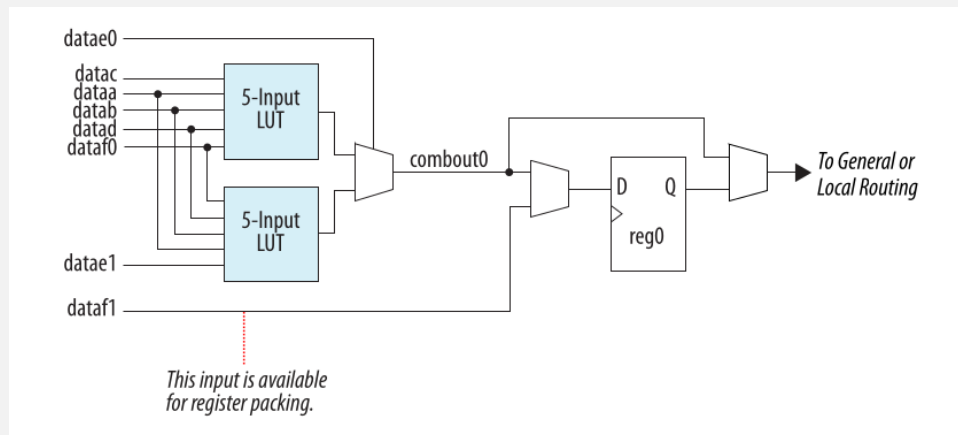 datae0
datac
dataa
datab
datad
dataf0
5-Input
LUT
combout0
D Q
reg0
To General or
Local Routing
5-Input
LUT
datae1
dataf1
This input is available
for register packing.